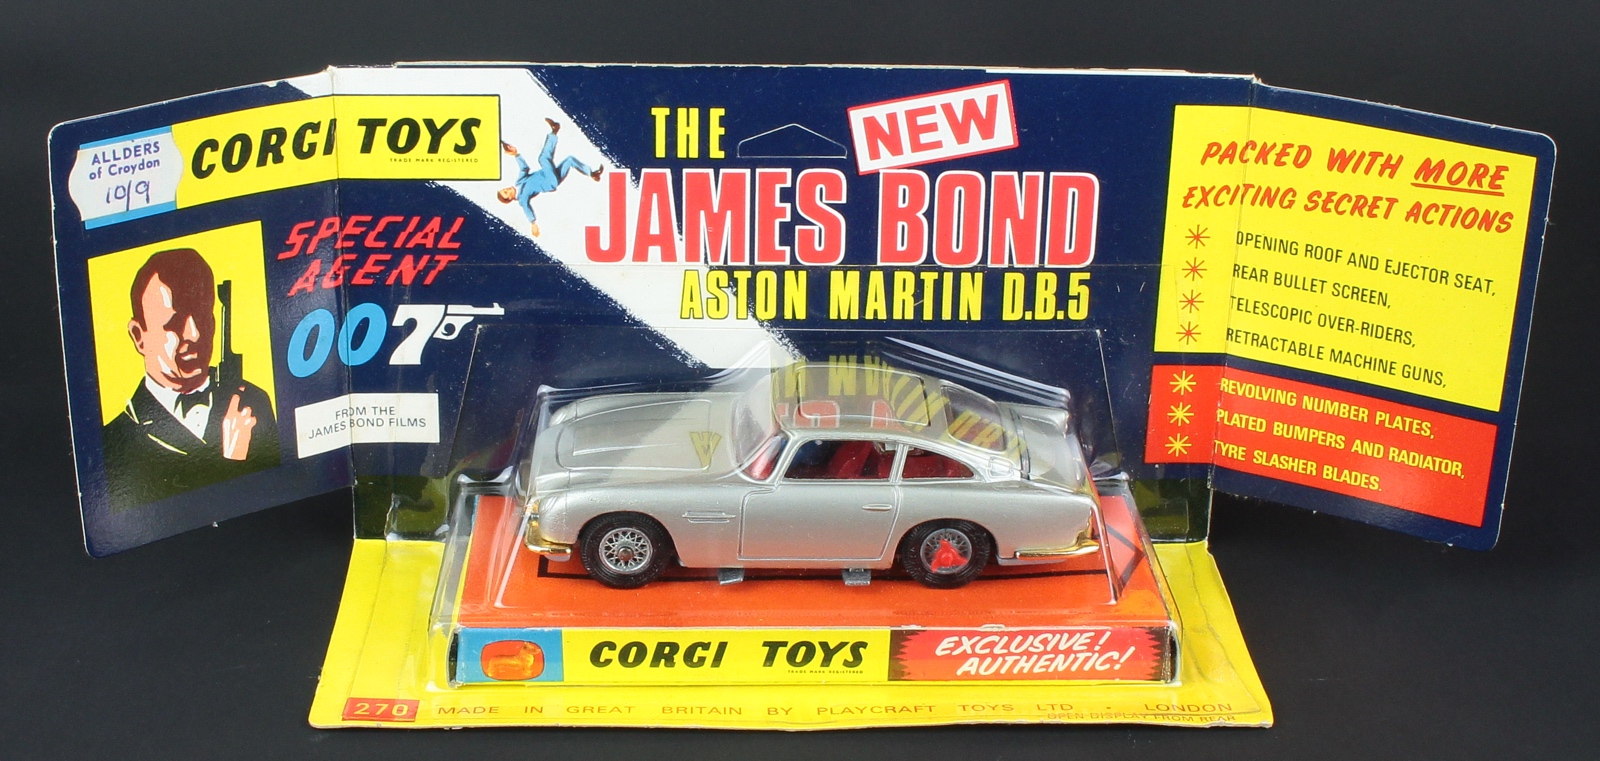 ALLDERS
of Croydon
10/9
CORGI TOYS
TRADE MARK REGISTERED
SPECIAL
AGENT
007
FROM THE
JAMES BOND FILMS
THE
NEW
JAMES BOND
ASTON MARTIN D.B.5
PACKED WITH MORE
EXCITING SECRET ACTIONS
OPENING ROOF AND EJECTOR SEAT,
REAR BULLET SCREEN,
TELESCOPIC OVER-RIDERS,
RETRACTABLE MACHINE GUNS,
REVOLVING NUMBER PLATES,
PLATED BUMPERS AND RADIATOR,
TYRE SLASHER BLADES.
CORGI TOYS
TRADE MARK REGISTERED
EXCLUSIVE!
AUTHENTIC!
270 MADE IN GREAT BRITAIN BY PLAYCRAFT TOYS LTD · LONDON
OPEN DISPLAY FROM REAR